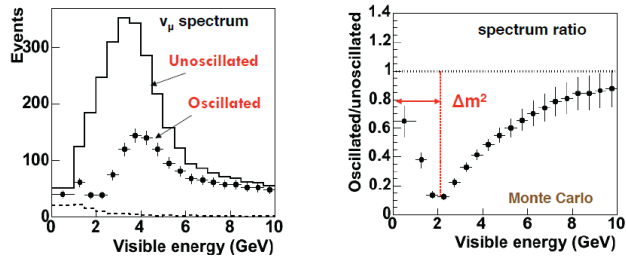 ν_μ spectrum
Events
300
200
100
0
Unoscillated
Oscillated
0 2 4 6 8 10
Visible energy (GeV)
spectrum ratio
Oscillated/unoscillated
1.4
1.2
1
0.8
0.6
0.4
0.2
0
Δm²
Monte Carlo
0 2 4 6 8 10
Visible energy (GeV)